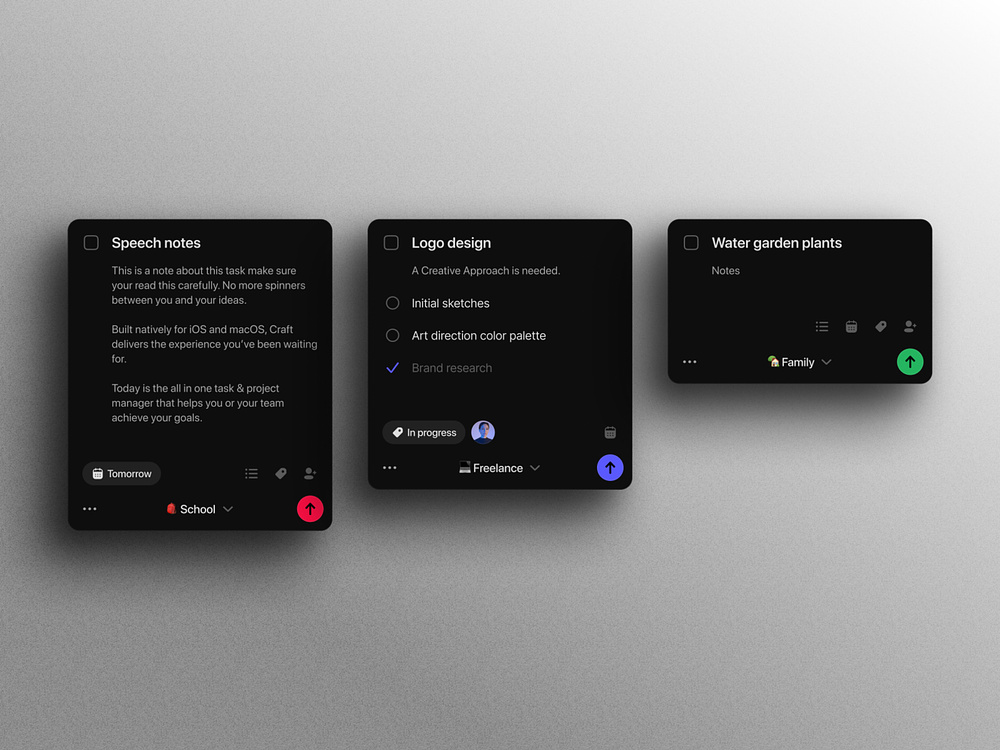 Speech notes
This is a note about this task make sure
your read this carefully. No more spinners
between you and your ideas.
Built natively for iOS and macOS, Craft
delivers the experience you've been waiting
for.
Today is the all in one task & project
manager that helps you or your team
achieve your goals.
Tomorrow
School
Logo design
A Creative Approach is needed.
Initial sketches
Art direction color palette
Brand research
In progress
Freelance
Water garden plants
Notes
Family